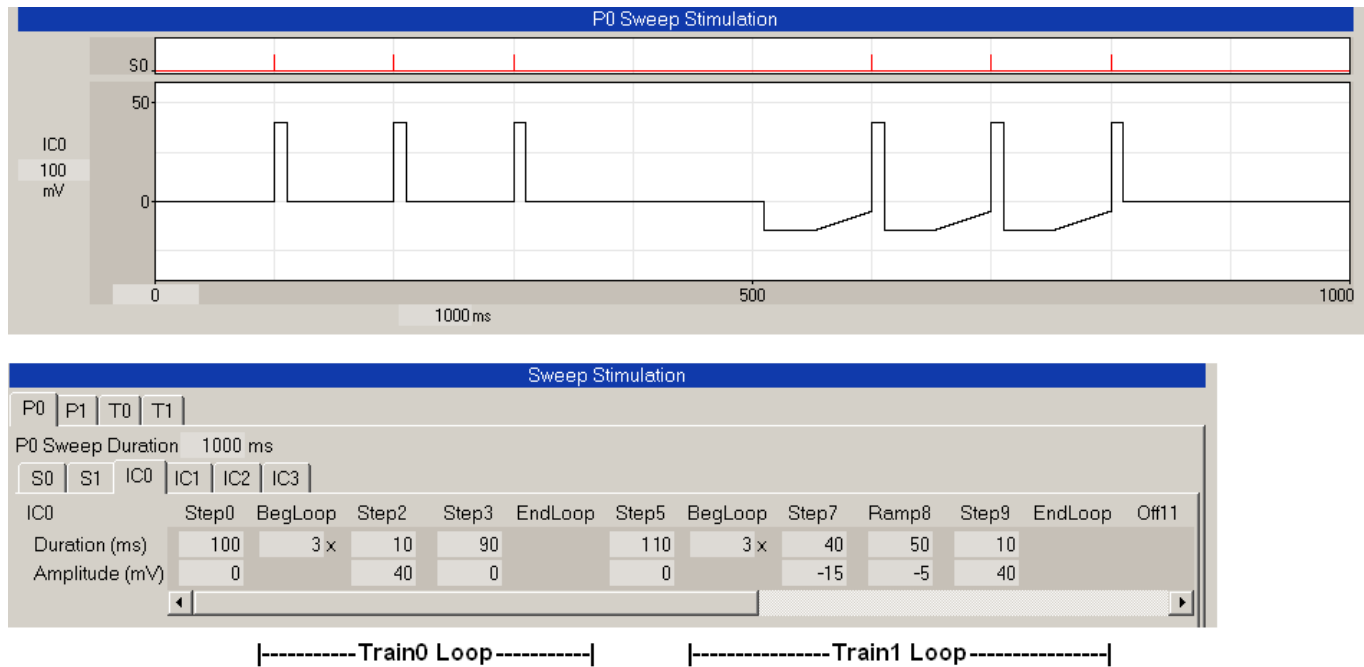 P0 Sweep Stimulation
S0
50
IC0
100
mV
0
0 500 1000
1000 ms
Sweep Stimulation
P0 P1 T0 T1
P0 Sweep Duration 1000 ms
S0 S1 IC0 IC1 IC2 IC3
IC0 Step0 BegLoop Step2 Step3 EndLoop Step5 BegLoop Step7 Ramp8 Step9 EndLoop Off11
Duration (ms) 100 3 x 10 90 110 3 x 40 50 10
Amplitude (mV) 0 40 0 0 -15 -5 40
|-----------Train0 Loop-----------| |----------------Train1 Loop----------------|